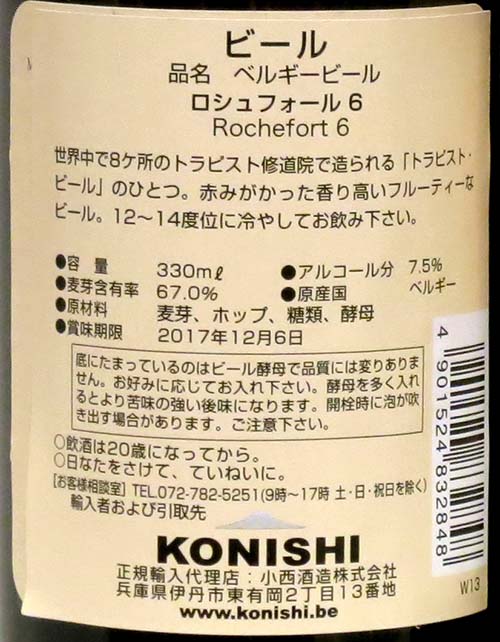 ビール
品名　ベルギービール
ロシュフォール 6
Rochefort 6
世界中で8ケ所のトラピスト修道院で造られる「トラピスト・
ビール」のひとつ。赤みがかった香り高いフルーティーな
ビール。12～14度位に冷やしてお飲み下さい。
●容　量　330mℓ　●アルコール分　7.5%
●麦芽含有率　67.0%　●原産国　ベルギー
●原材料　麦芽、ホップ、糖類、酵母
●賞味期限　2017年12月6日
底にたまっているのはビール酵母で品質には変りありま
せん。お好みに応じてお入れ下さい。酵母を多く入れ
るとより苦味の強い後味になります。開栓時に泡が吹
き出す場合があります。ご注意下さい。
○飲酒は20歳になってから。
○日なたをさけて、ていねいに。
[お客様相談室] TEL072-782-5251(9時～17時 土・日・祝日を除く)
輸入者および引取先
KONISHI
正規輸入代理店：小西酒造株式会社
兵庫県伊丹市東有岡2丁目13番地
www.konishi.be
4 901524 832848
W13